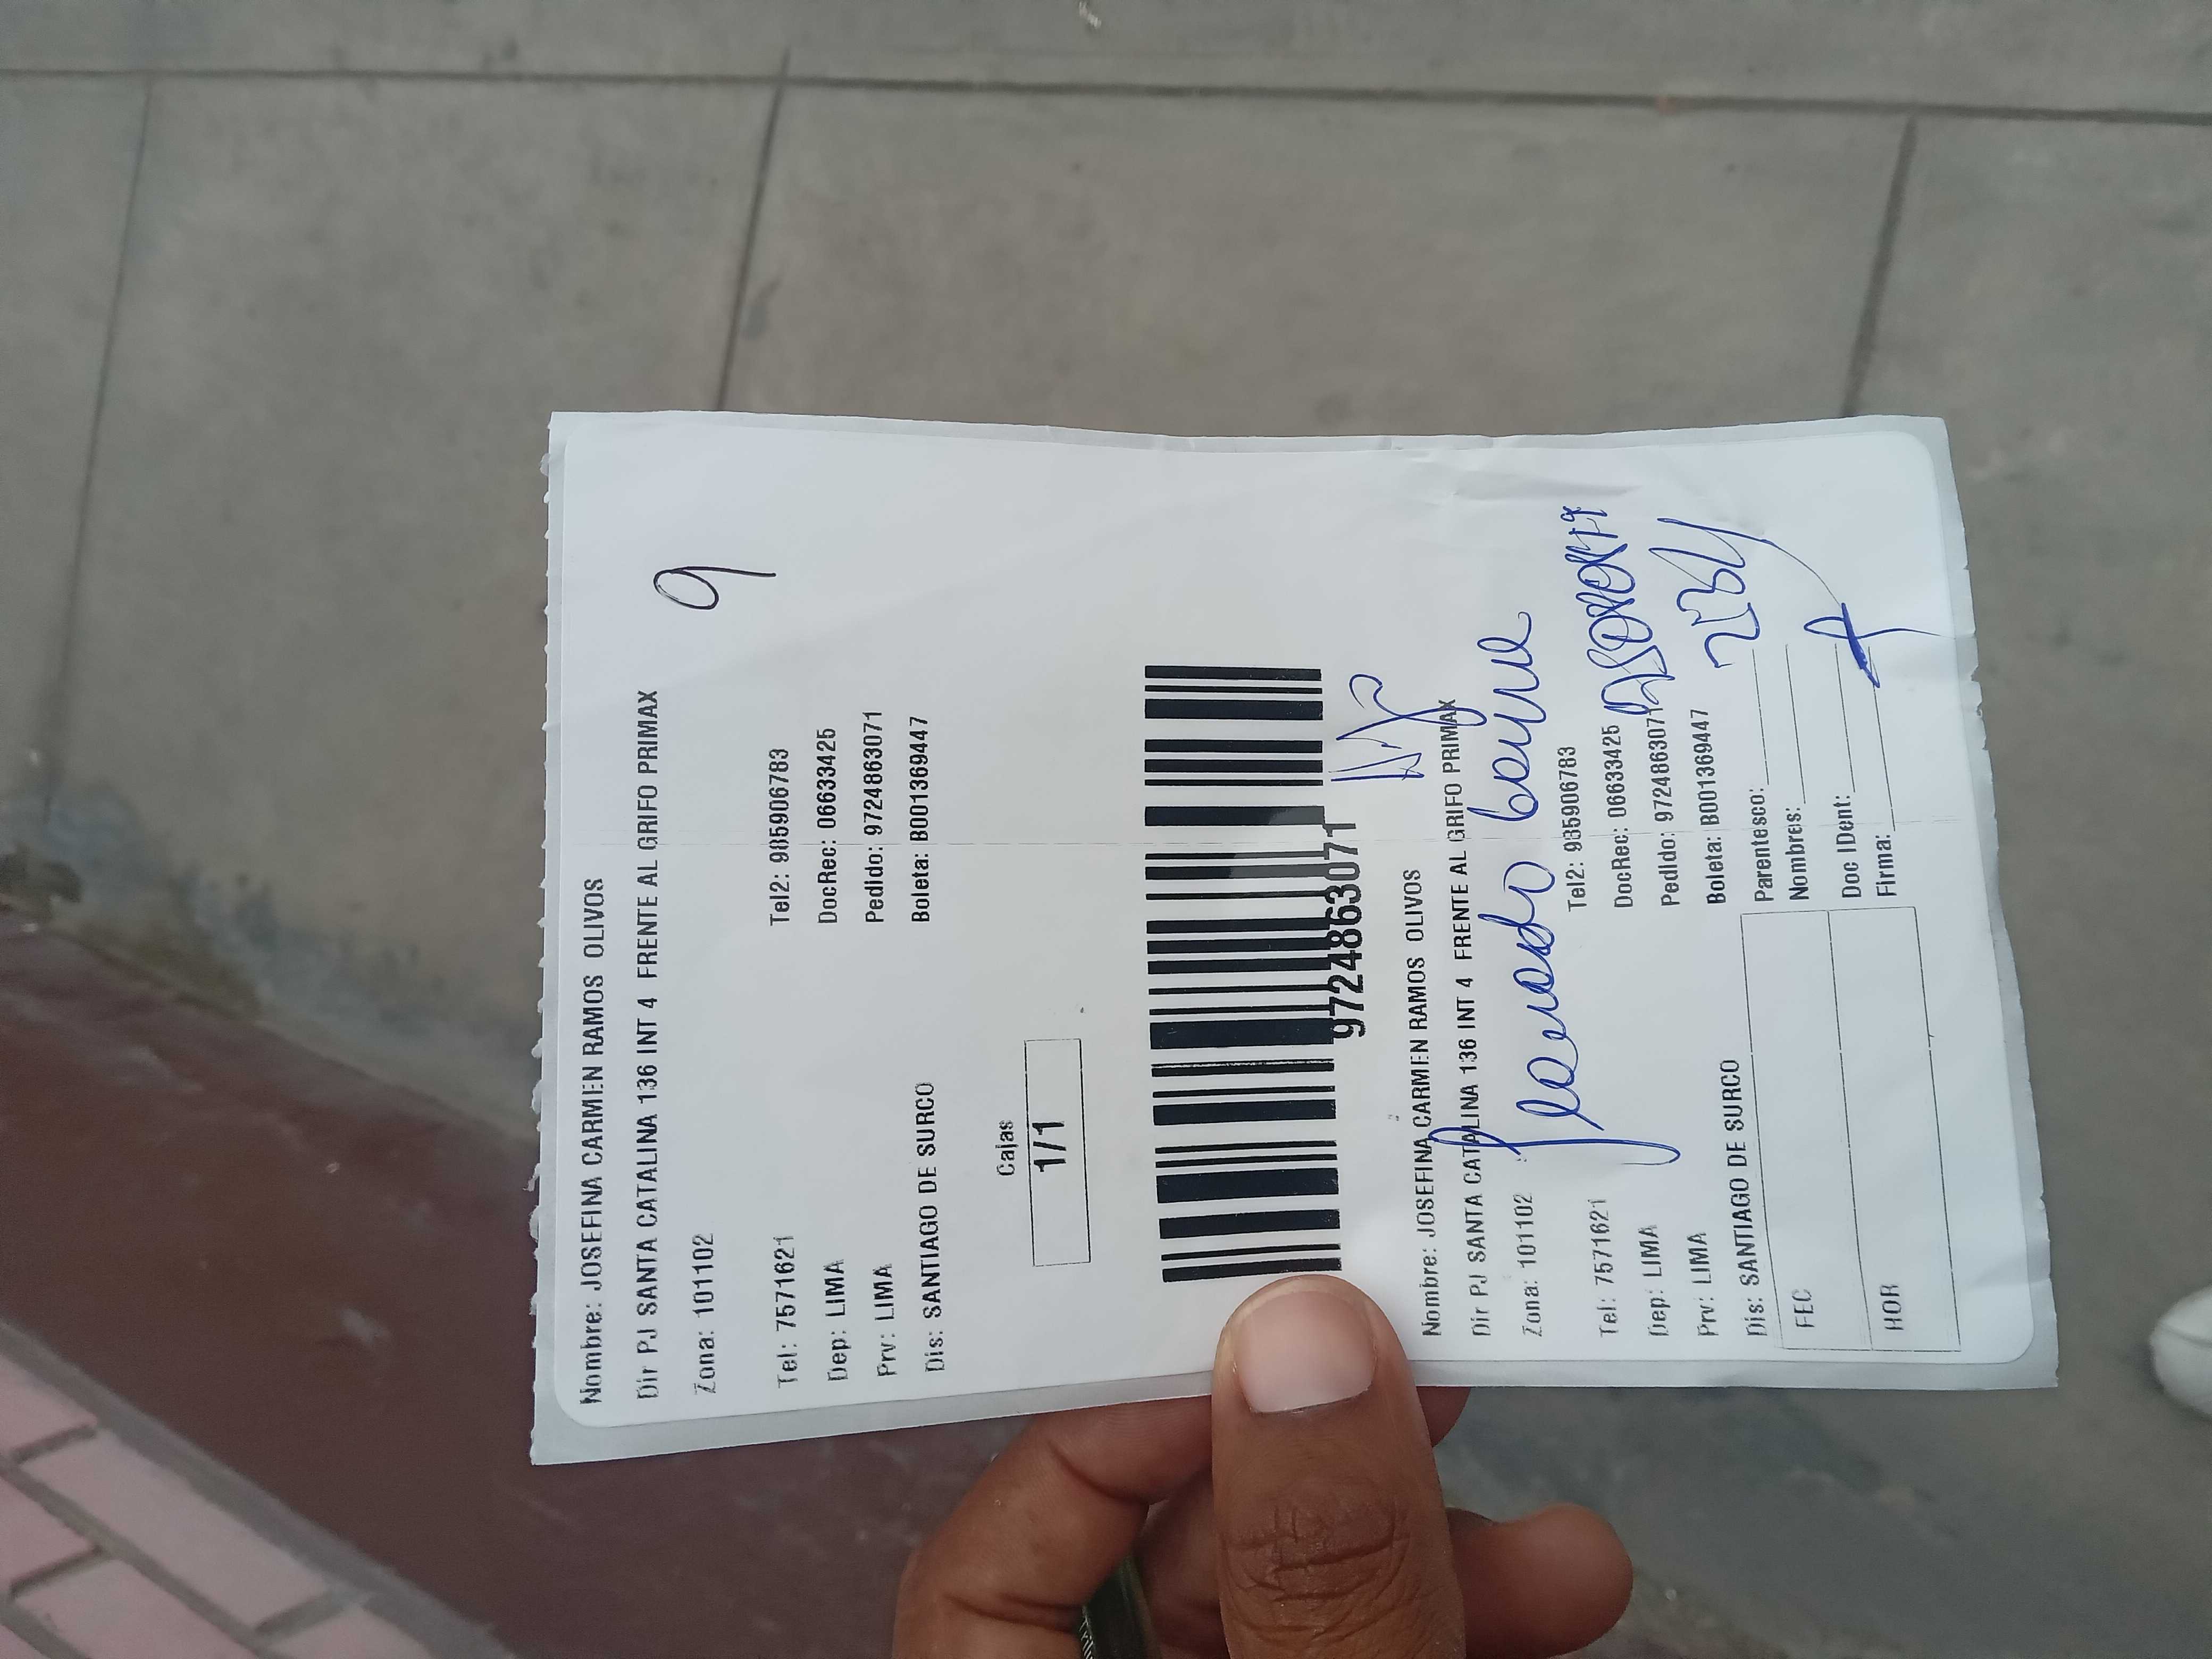 Nombre: JOSEFINA CARMEN RAMOS OLIVOS
Dir PJ SANTA CATALINA 136 INT 4 FRENTE AL GRIFO PRIMAX
9
Zona: 101102
Tel: 7571621 Tel2: 985906783
Dep: LIMA DocRec: 06633425
Prv: LIMA Pedido: 97248863071
Dis: SANTIAGO DE SURCO Boleta: B001369447
Cajas
1/1
97248863071
Nombre: JOSEFINA CARMEN RAMOS OLIVOS
Dir PJ SANTA CATALINA 136 INT 4 FRENTE AL GRIFO PRIMAX
Zona: 101102
Tel: 7571621 Tel2: 985906783
Dep: LIMA DocRec: 06633425
Prv: LIMA Pedido: 97248863071
Dis: SANTIAGO DE SURCO Boleta: B001369447
FEC Parentesco:
Nombres:
HOR Doc IDent:
Firma: